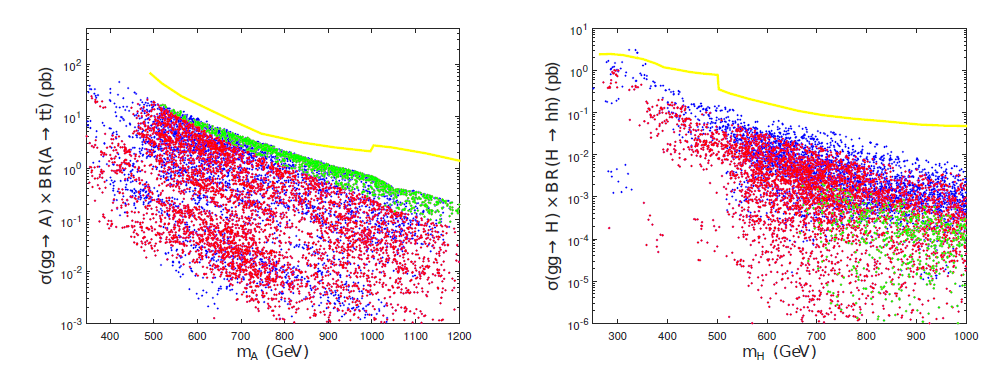 σ(gg→ A) × BR(A → tt̄) (pb)
10²
10¹
10⁰
10⁻¹
10⁻²
10⁻³
400 500 600 700 800 900 1000 1100 1200
m_A (GeV)
σ(gg→ H) × BR(H → hh) (pb)
10¹
10⁰
10⁻¹
10⁻²
10⁻³
10⁻⁴
10⁻⁵
10⁻⁶
300 400 500 600 700 800 900 1000
m_H (GeV)